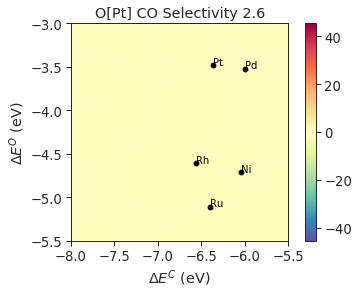 O[Pt] CO Selectivity 2.6
−3.0
−3.5
−4.0
−4.5
−5.0
−5.5
ΔE^O (eV)
Pt
Pd
Rh
Ni
Ru
−8.0 −7.5 −7.0 −6.5 −6.0 −5.5
ΔE^C (eV)
40
20
0
−20
−40